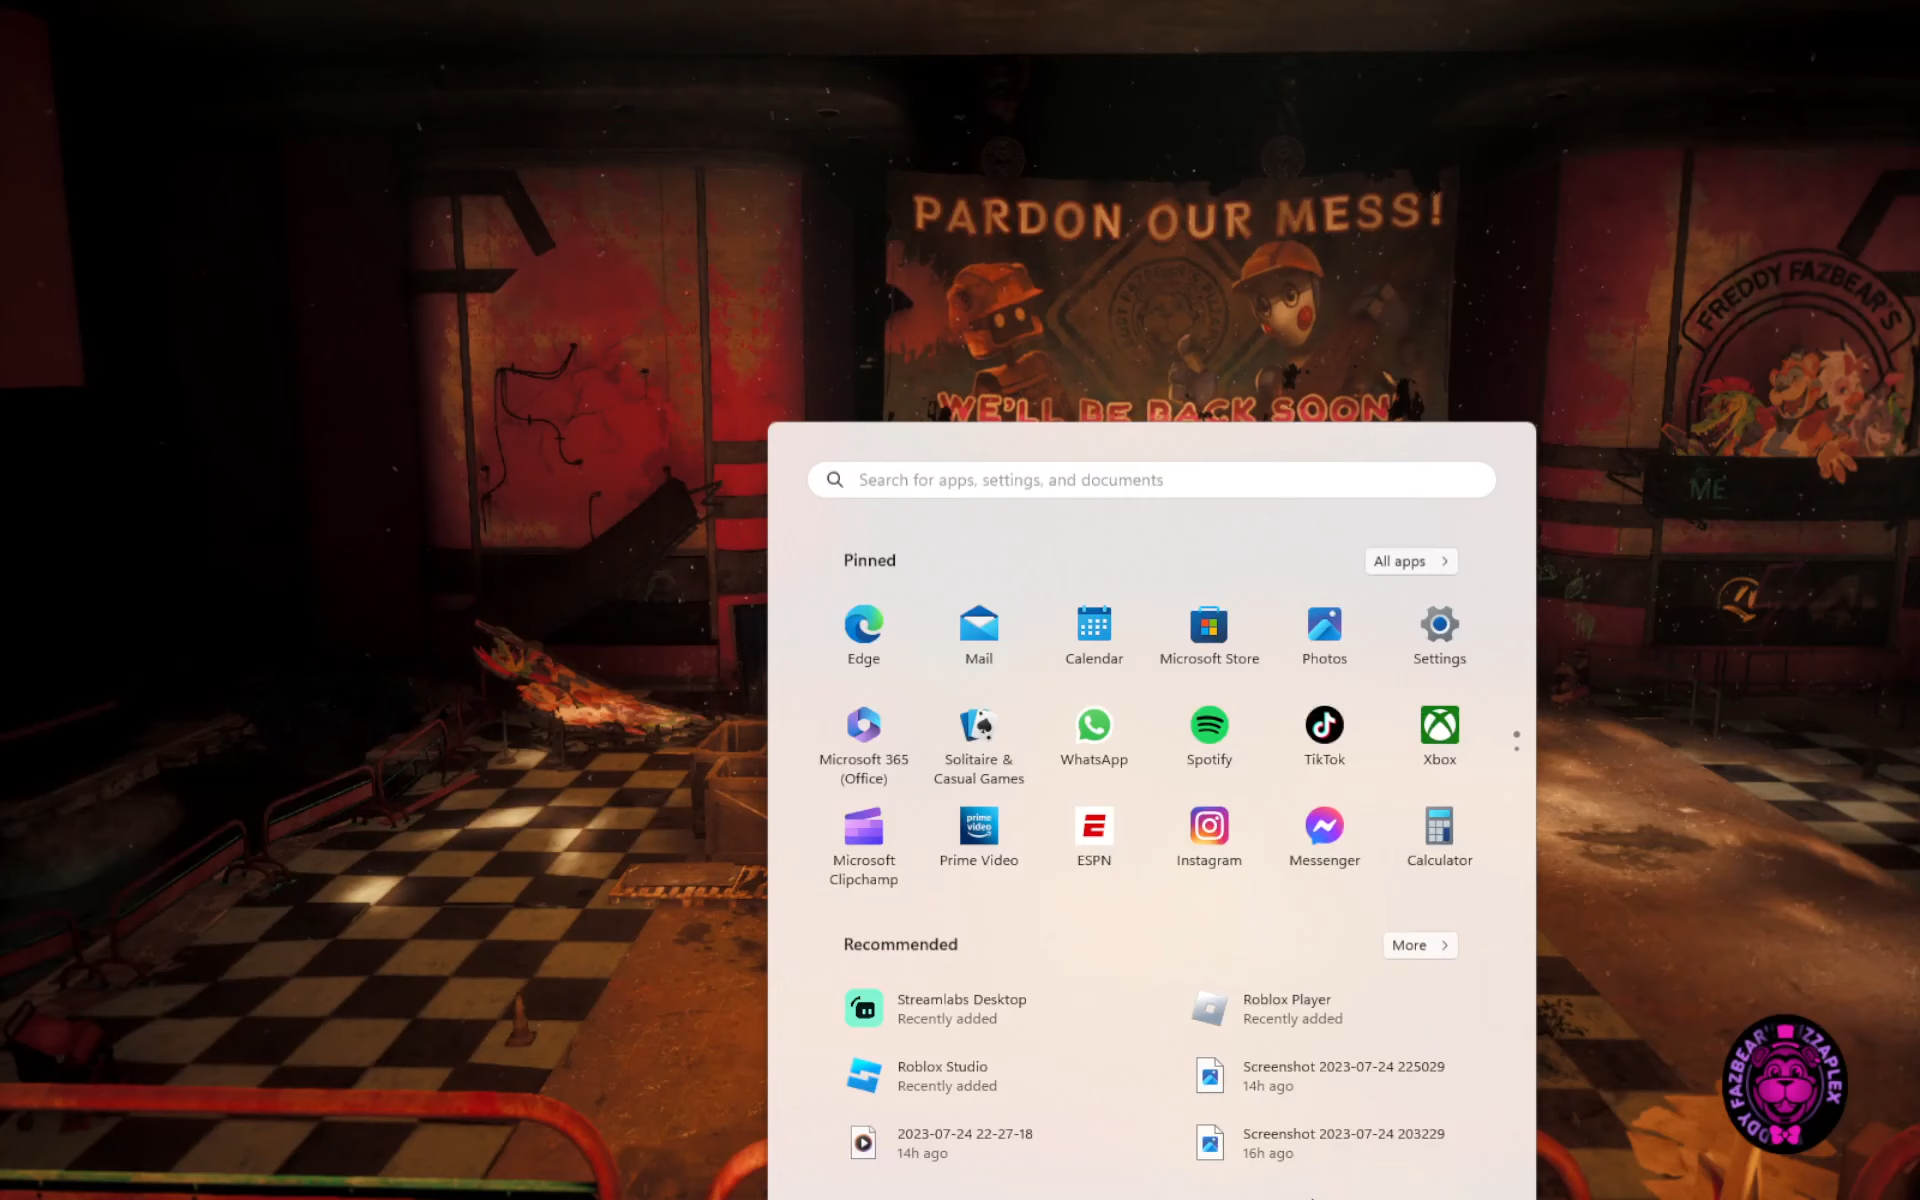 PARDON OUR MESS!
WE'LL BE BACK SOON
FREDDY FAZBEAR'S
ME
Search for apps, settings, and documents
Pinned
All apps
Edge
Mail
Calendar
Microsoft Store
Photos
Settings
Microsoft 365
(Office)
Solitaire &
Casual Games
WhatsApp
Spotify
TikTok
Xbox
Microsoft
Clipchamp
prime
video
Prime Video
ESPN
Instagram
Messenger
Calculator
Recommended
More
Streamlabs Desktop
Recently added
Roblox Player
Recently added
Roblox Studio
Recently added
Screenshot 2023-07-24 225029
14h ago
2023-07-24 22-27-18
14h ago
Screenshot 2023-07-24 203229
16h ago